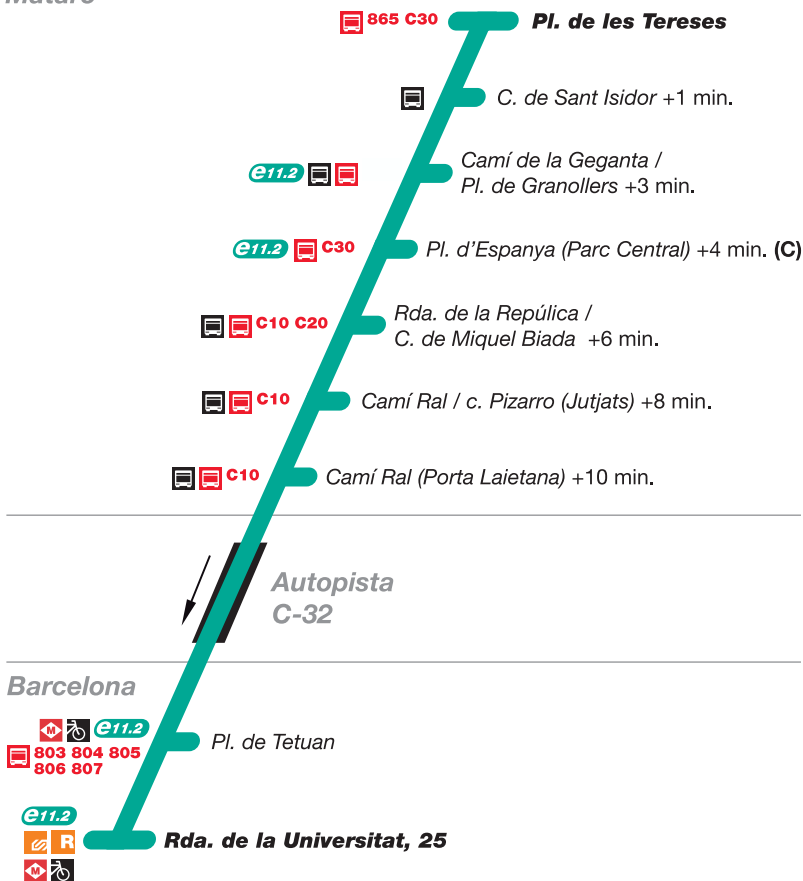 Mataró
865 C30 Pl. de les Tereses
C. de Sant Isidor +1 min.
e11.2 Camí de la Geganta /
Pl. de Granollers +3 min.
e11.2 C30 Pl. d'Espanya (Parc Central) +4 min. (C)
C10 C20 Rda. de la Repúlica /
C. de Miquel Biada +6 min.
C10 Camí Ral / c. Pizarro (Jutjats) +8 min.
C10 Camí Ral (Porta Laietana) +10 min.
Autopista
C-32
Barcelona
M e11.2
803 804 805
806 807
Pl. de Tetuan
e11.2
R
Rda. de la Universitat, 25
M